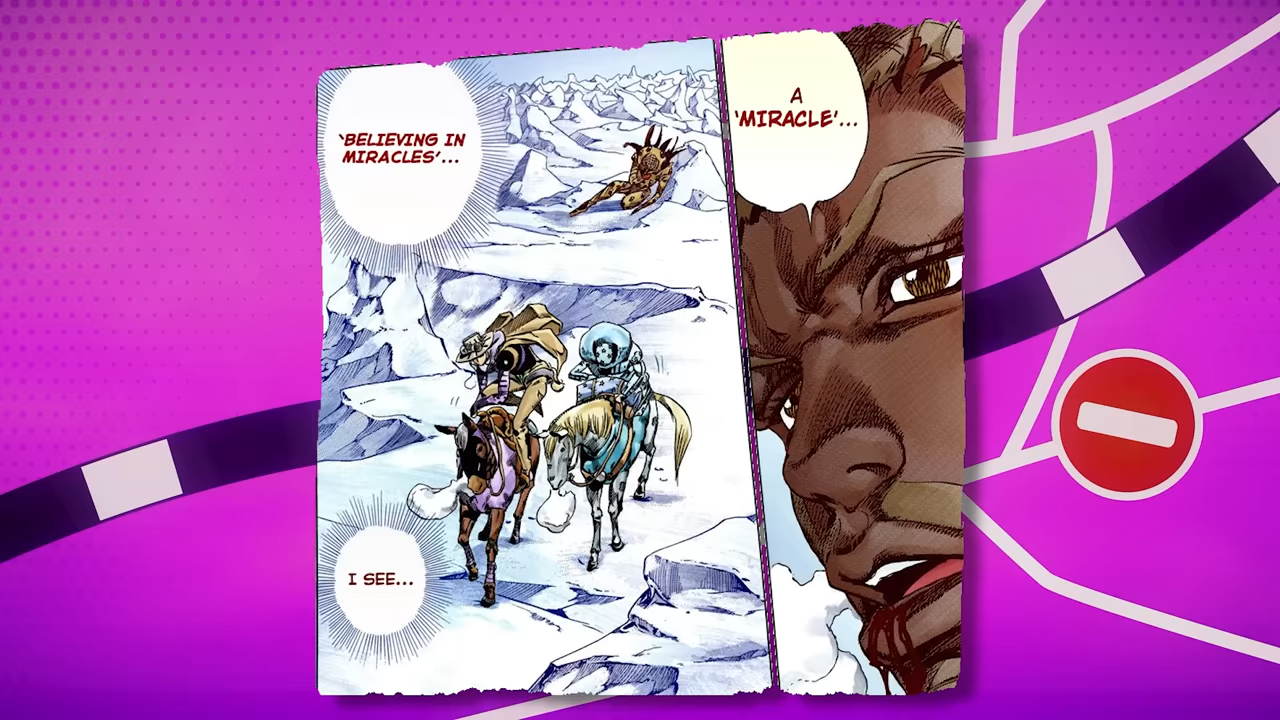 'BELIEVING IN
MIRACLES'...
I SEE...
A
'MIRACLE'...